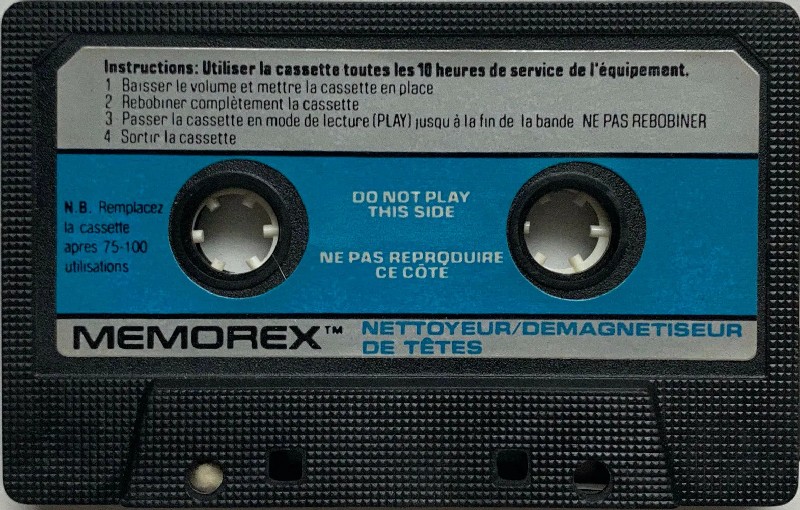 Instructions: Utiliser la cassette toutes les 10 heures de service de l'équipement.
1 Baisser le volume et mettre la cassette en place
2 Rebobiner complètement la cassette
3 Passer la cassette en mode de lecture (PLAY) jusqu à la fin de la bande NE PAS REBOBINER
4 Sortir la cassette
N.B. Remplacez
la cassette
apres 75-100
utilisations
DO NOT PLAY
THIS SIDE
NE PAS REPRODUIRE
CE CÔTÉ
MEMOREX™
NETTOYEUR/DEMAGNETISEUR
DE TÊTES